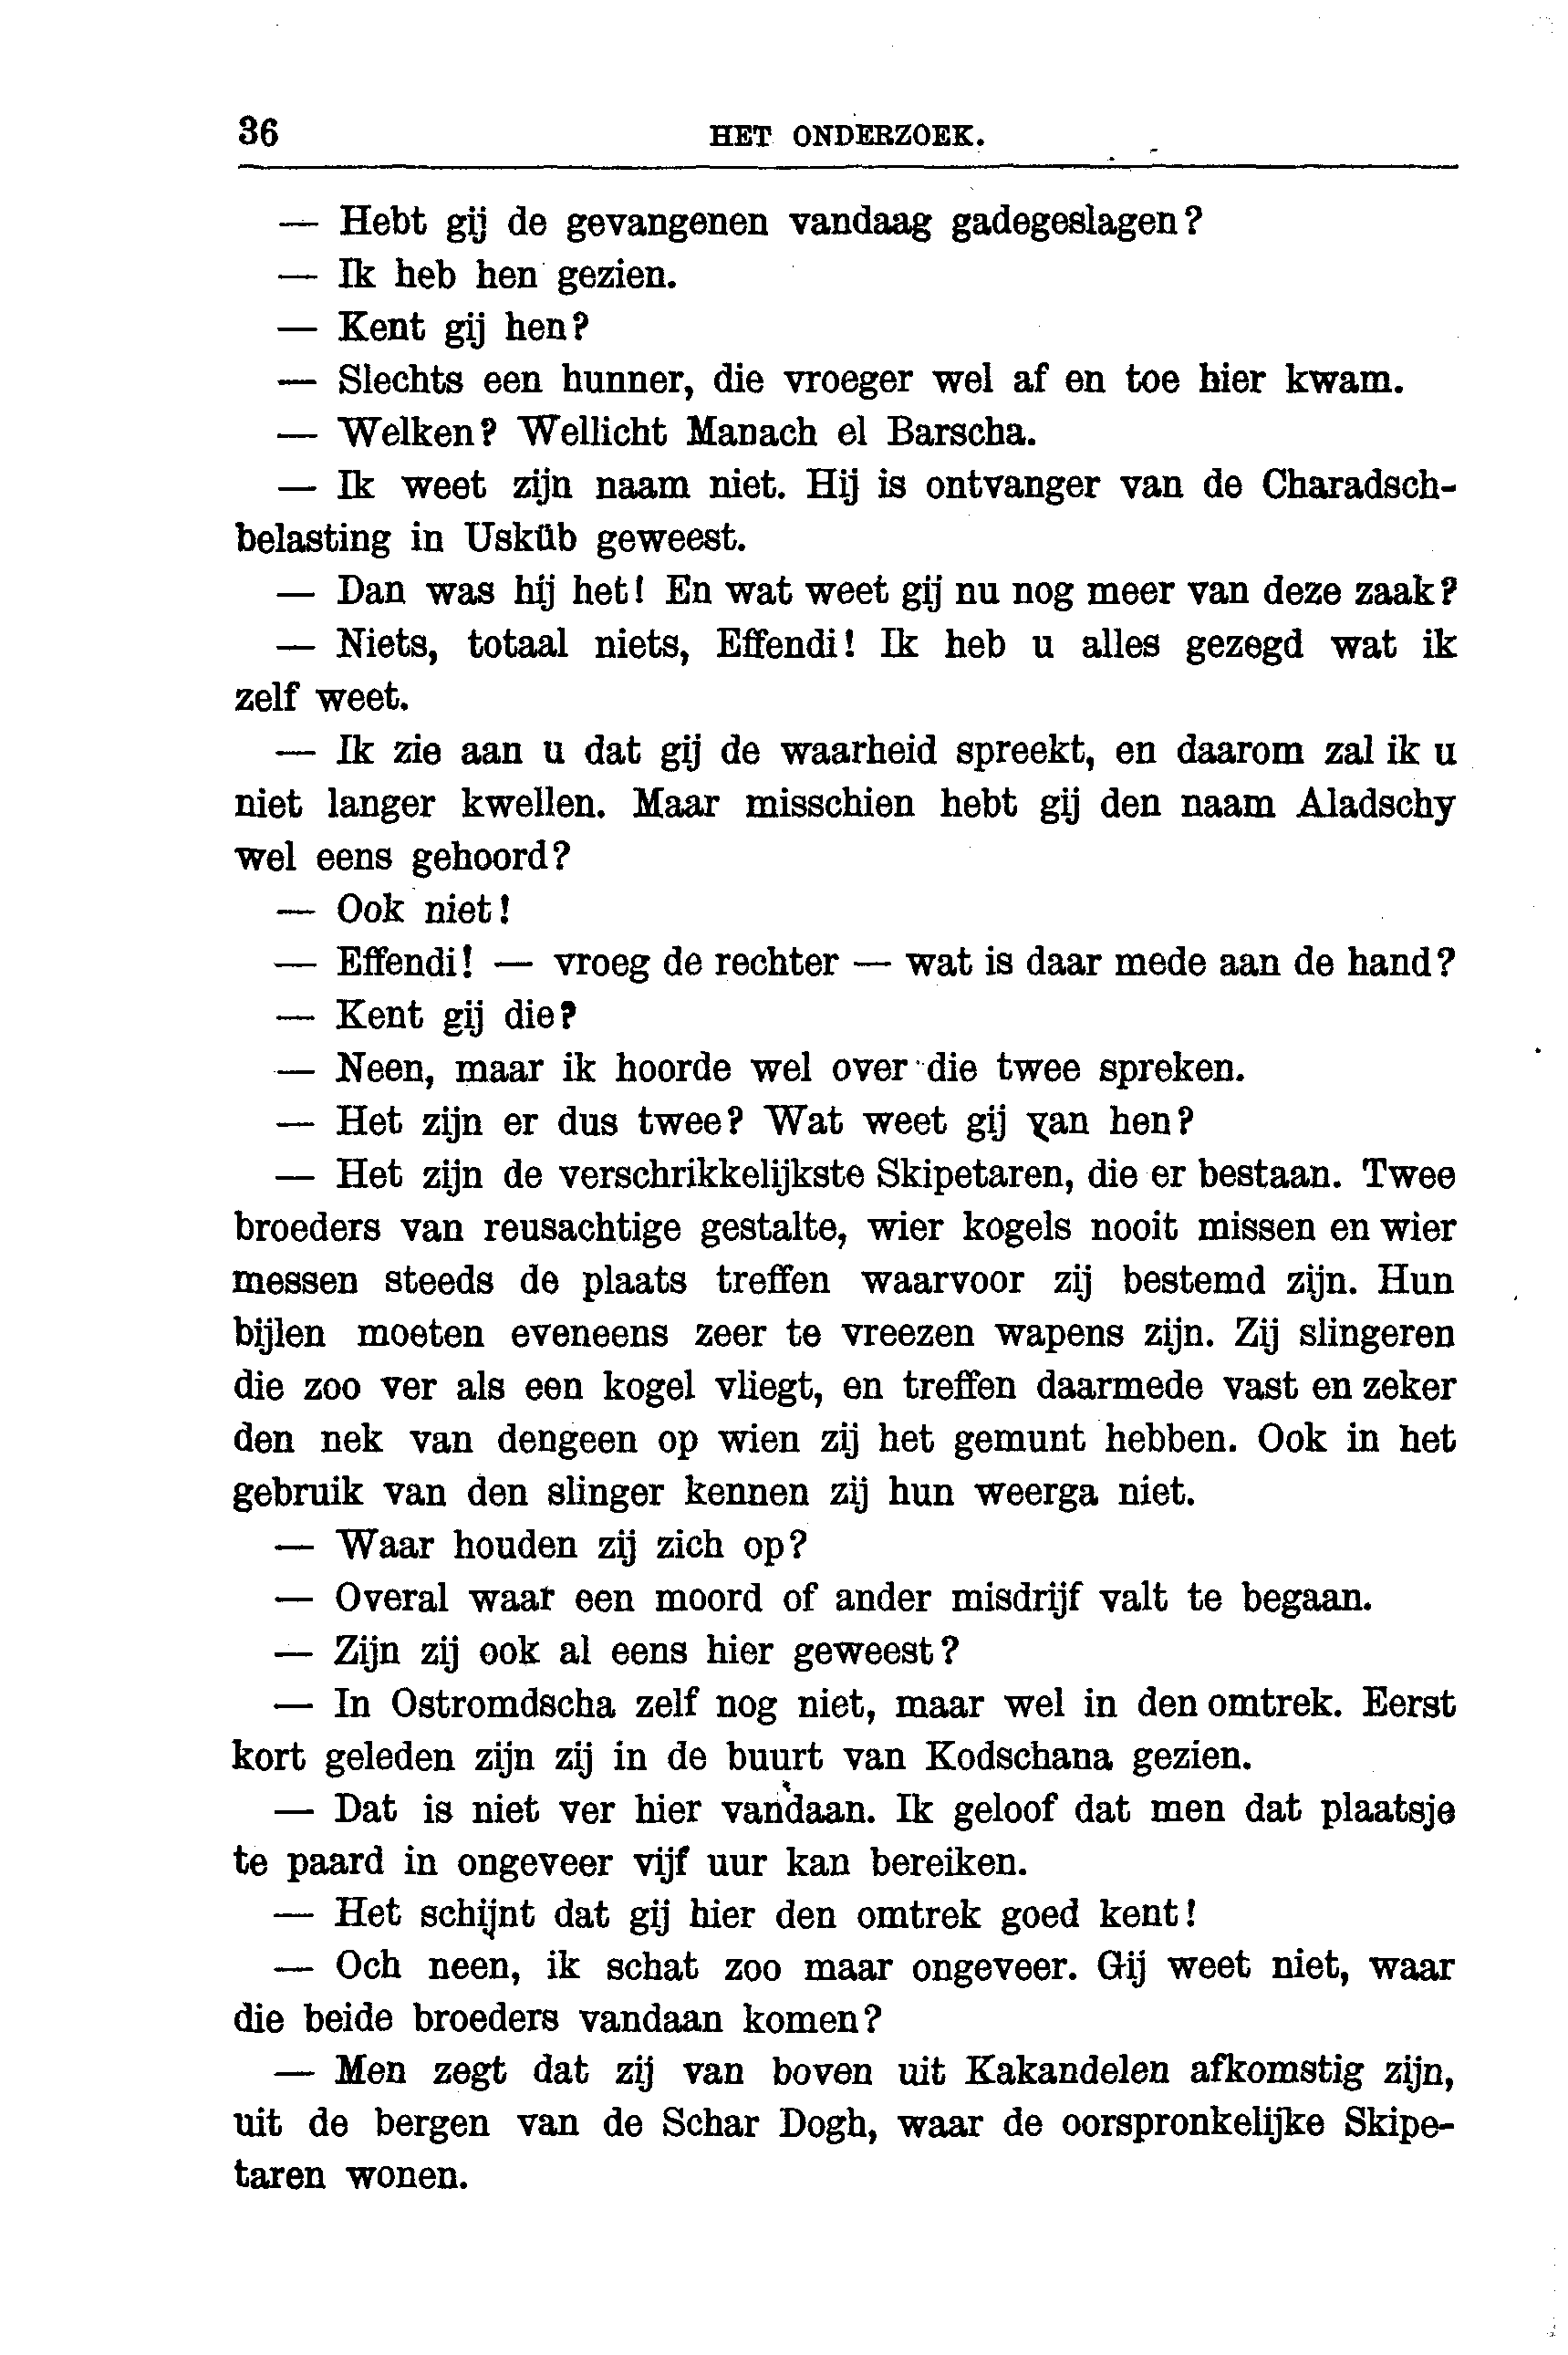 36 HET ONDERZOEK.
— Hebt gij de gevangenen vandaag gadegeslagen?
— Ik heb hen gezien.
— Kent gij hen?
— Slechts een hunner, die vroeger wel af en toe hier kwam.
— Welken? Wellicht Manach el Barscha.
— Ik weet zijn naam niet. Hij is ontvanger van de Charadsch-
belasting in Usküb geweest.
— Dan was hij het! En wat weet gij nu nog meer van deze zaak?
— Niets, totaal niets, Effendi! Ik heb u alles gezegd wat ik
zelf weet.
— Ik zie aan u dat gij de waarheid spreekt, en daarom zal ik u
niet langer kwellen. Maar misschien hebt gij den naam Aladschy
wel eens gehoord?
— Ook niet!
— Effendi! — vroeg de rechter — wat is daar mede aan de hand?
— Kent gij die?
— Neen, maar ik hoorde wel over die twee spreken.
— Het zijn er dus twee? Wat weet gij van hen?
— Het zijn de verschrikkelijkste Skipetaren, die er bestaan. Twee
broeders van reusachtige gestalte, wier kogels nooit missen en wier
messen steeds de plaats treffen waarvoor zij bestemd zijn. Hun
bijlen moeten eveneens zeer te vreezen wapens zijn. Zij slingeren
die zoo ver als een kogel vliegt, en treffen daarmede vast en zeker
den nek van dengeen op wien zij het gemunt hebben. Ook in het
gebruik van den slinger kennen zij hun weerga niet.
— Waar houden zij zich op?
— Overal waar een moord of ander misdrijf valt te begaan.
— Zijn zij ook al eens hier geweest?
— In Ostromdscha zelf nog niet, maar wel in den omtrek. Eerst
kort geleden zijn zij in de buurt van Kodschana gezien.
— Dat is niet ver hier vandaan. Ik geloof dat men dat plaatsje
te paard in ongeveer vijf uur kan bereiken.
— Het schijnt dat gij hier den omtrek goed kent!
— Och neen, ik schat zoo maar ongeveer. Gij weet niet, waar
die beide broeders vandaan komen?
— Men zegt dat zij van boven uit Kakandelen afkomstig zijn,
uit de bergen van de Schar Dogh, waar de oorspronkelijke Skipe-
taren wonen.